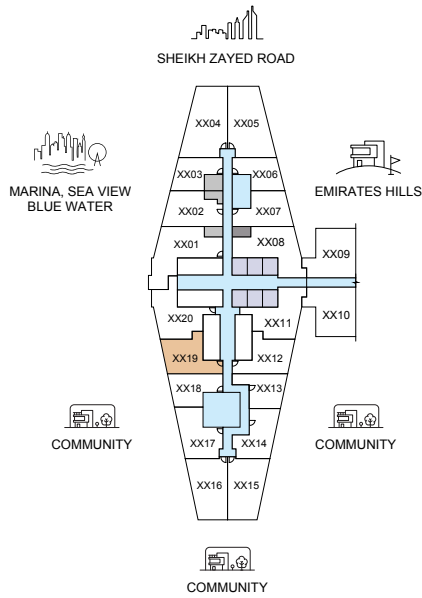 SHEIKH ZAYED ROAD
XX04
XX05
MARINA, SEA VIEW
BLUE WATER
EMIRATES HILLS
XX03
XX06
XX02
XX07
XX01
XX08
XX09
XX10
XX20
XX11
XX19
XX12
XX18
XX13
COMMUNITY
COMMUNITY
XX17
XX14
XX16
XX15
COMMUNITY